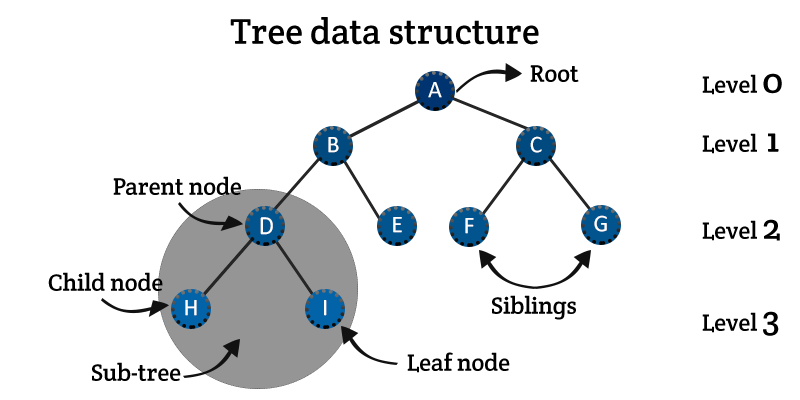 Tree data structure
A
Root
Level 0
B
C
Level 1
Parent node
D
E
F
G
Level 2
Child node
H
I
Siblings
Level 3
Sub-tree
Leaf node